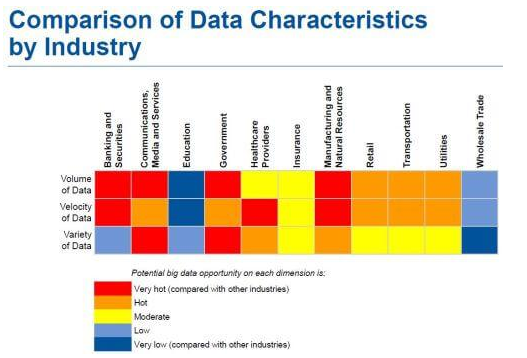 Comparison of Data Characteristics
by Industry
Banking and
Securities
Communications,
Media and Services
Education
Government
Healthcare
Providers
Insurance
Manufacturing and
Natural Resources
Retail
Transportation
Utilities
Wholesale Trade
Volume
of Data
Velocity
of Data
Variety
of Data
Potential big data opportunity on each dimension is:
Very hot (compared with other industries)
Hot
Moderate
Low
Very low (compared with other industries)